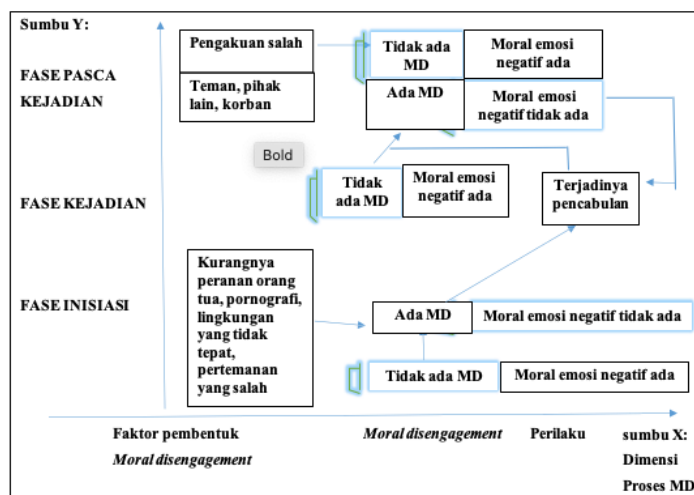 Sumbu Y:
FASE PASCA
KEJADIAN
Pengakuan salah
Tidak ada
MD
Moral emosi
negatif ada
Teman, pihak
lain, korban
Ada MD
Moral emosi
negatif tidak ada
Bold
FASE KEJADIAN
Tidak
ada MD
Moral emosi
negatif ada
Terjadinya
pencabulan
FASE INISIASI
Kurangnya
peranan orang
tua, pornografi,
lingkungan
yang tidak
tepat,
pertemanan
yang salah
Ada MD
Moral emosi negatif tidak ada
Tidak ada MD
Moral emosi negatif ada
Faktor pembentuk
Moral disengagement
Moral disengagement
Perilaku
sumbu X:
Dimensi
Proses MD